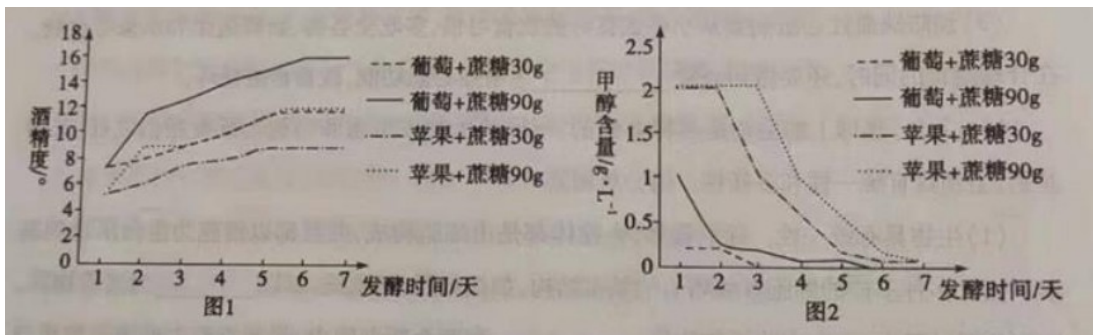 18
16
14
12
10
8
6
4
2
0
酒精度/°
1 2 3 4 5 6 7 发酵时间/天
图1
葡萄+蔗糖30g
葡萄+蔗糖90g
苹果+蔗糖30g
苹果+蔗糖90g
2.5
2
1.5
1
0.5
0
甲醇含量/g·L⁻¹
1 2 3 4 5 6 7 发酵时间/天
图2
葡萄+蔗糖30g
葡萄+蔗糖90g
苹果+蔗糖30g
苹果+蔗糖90g